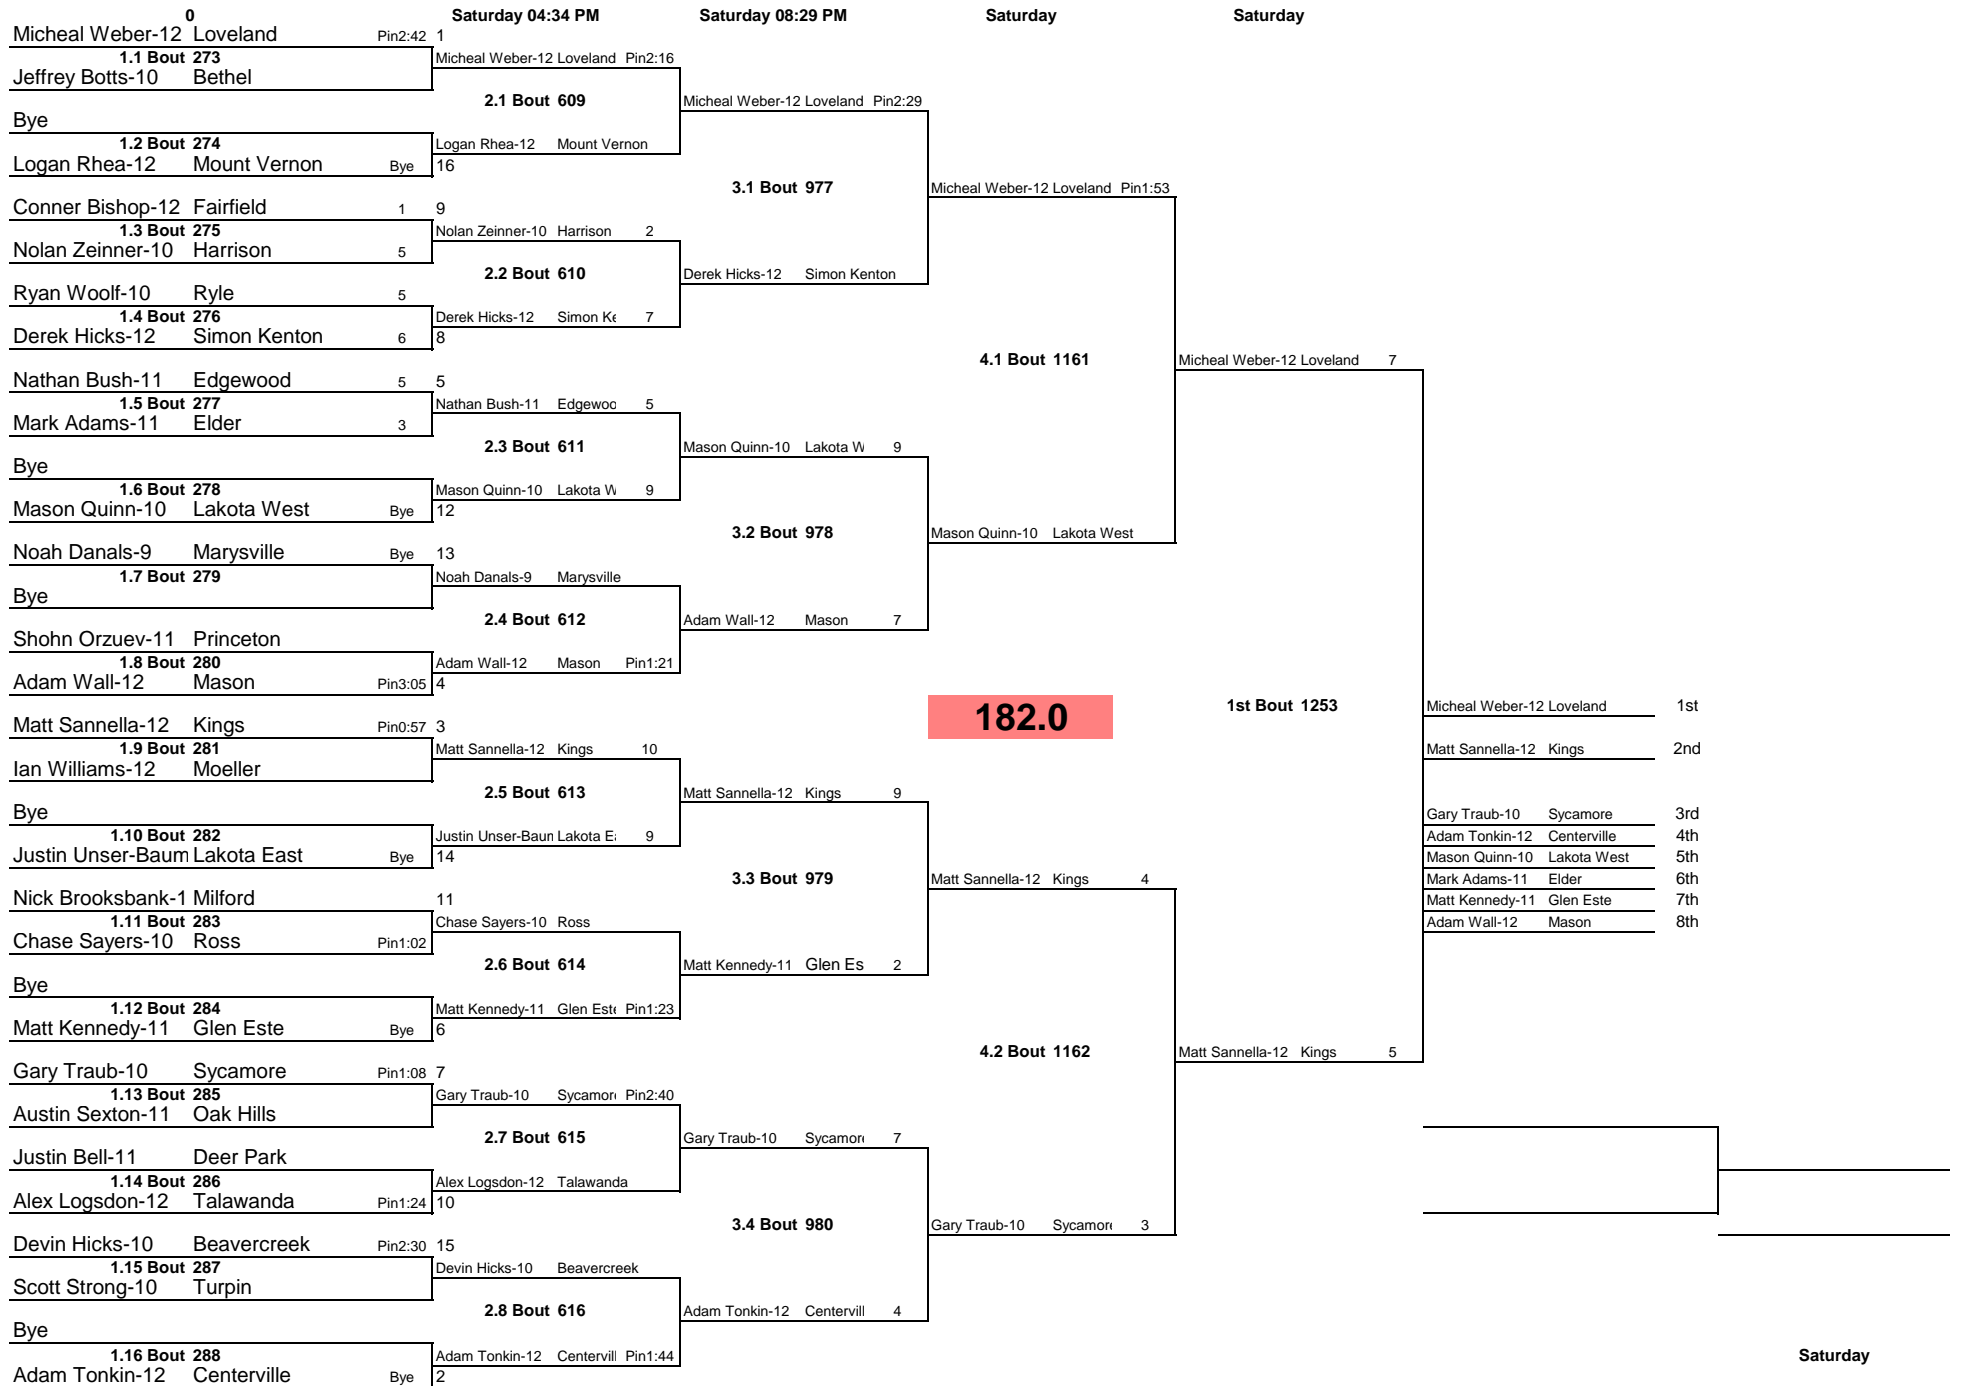 0 Saturday 04:34 PM Saturday 08:29 PM Saturday Saturday
Micheal Weber-12 Loveland Pin2:42 1
1.1 Bout 273 Micheal Weber-12 Loveland Pin2:16
Jeffrey Botts-10 Bethel
2.1 Bout 609 Micheal Weber-12 Loveland Pin2:29
Bye
1.2 Bout 274 Logan Rhea-12 Mount Vernon
Logan Rhea-12 Mount Vernon Bye 16
3.1 Bout 977 Micheal Weber-12 Loveland Pin1:53
Conner Bishop-12 Fairfield 1 9
1.3 Bout 275 Nolan Zeinner-10 Harrison 2
Nolan Zeinner-10 Harrison 5
2.2 Bout 610 Derek Hicks-12 Simon Kenton
Ryan Woolf-10 Ryle 5
1.4 Bout 276 Derek Hicks-12 Simon Ke 7
Derek Hicks-12 Simon Kenton 6 8
4.1 Bout 1161 Micheal Weber-12 Loveland 7
Nathan Bush-11 Edgewood 5 5
1.5 Bout 277 Nathan Bush-11 Edgewoo 5
Mark Adams-11 Elder 3
2.3 Bout 611 Mason Quinn-10 Lakota W 9
Bye
1.6 Bout 278 Mason Quinn-10 Lakota W 9
Mason Quinn-10 Lakota West Bye 12
3.2 Bout 978 Mason Quinn-10 Lakota West
Noah Danals-9 Marysville Bye 13
1.7 Bout 279 Noah Danals-9 Marysville
Bye
2.4 Bout 612 Adam Wall-12 Mason 7
Shohn Orzuev-11 Princeton
1.8 Bout 280 Adam Wall-12 Mason Pin1:21
Adam Wall-12 Mason Pin3:05 4
182.0 1st Bout 1253 Micheal Weber-12 Loveland 1st
Matt Sannella-12 Kings Pin0:57 3
1.9 Bout 281 Matt Sannella-12 Kings 10 Matt Sannella-12 Kings 2nd
Ian Williams-12 Moeller
2.5 Bout 613 Matt Sannella-12 Kings 9
Bye Gary Traub-10 Sycamore 3rd
1.10 Bout 282 Justin Unser-Baum Lakota Ea 9 Adam Tonkin-12 Centerville 4th
Justin Unser-Baum Lakota East Bye 14 Mason Quinn-10 Lakota West 5th
3.3 Bout 979 Matt Sannella-12 Kings 4 Mark Adams-11 Elder 6th
Nick Brooksbank-1 Milford 11 Matt Kennedy-11 Glen Este 7th
1.11 Bout 283 Chase Sayers-10 Ross Adam Wall-12 Mason 8th
Chase Sayers-10 Ross Pin1:02
2.6 Bout 614 Matt Kennedy-11 Glen Es 2
Bye
1.12 Bout 284 Matt Kennedy-11 Glen Este Pin1:23
Matt Kennedy-11 Glen Este Bye 6
4.2 Bout 1162 Matt Sannella-12 Kings 5
Gary Traub-10 Sycamore Pin1:08 7
1.13 Bout 285 Gary Traub-10 Sycamore Pin2:40
Austin Sexton-11 Oak Hills
2.7 Bout 615 Gary Traub-10 Sycamore 7
Justin Bell-11 Deer Park
1.14 Bout 286 Alex Logsdon-12 Talawanda
Alex Logsdon-12 Talawanda Pin1:24 10
3.4 Bout 980 Gary Traub-10 Sycamore 3
Devin Hicks-10 Beavercreek Pin2:30 15
1.15 Bout 287 Devin Hicks-10 Beavercreek
Scott Strong-10 Turpin
2.8 Bout 616 Adam Tonkin-12 Centervill 4
Bye
1.16 Bout 288 Adam Tonkin-12 Centervill Pin1:44 Saturday
Adam Tonkin-12 Centerville Bye 2